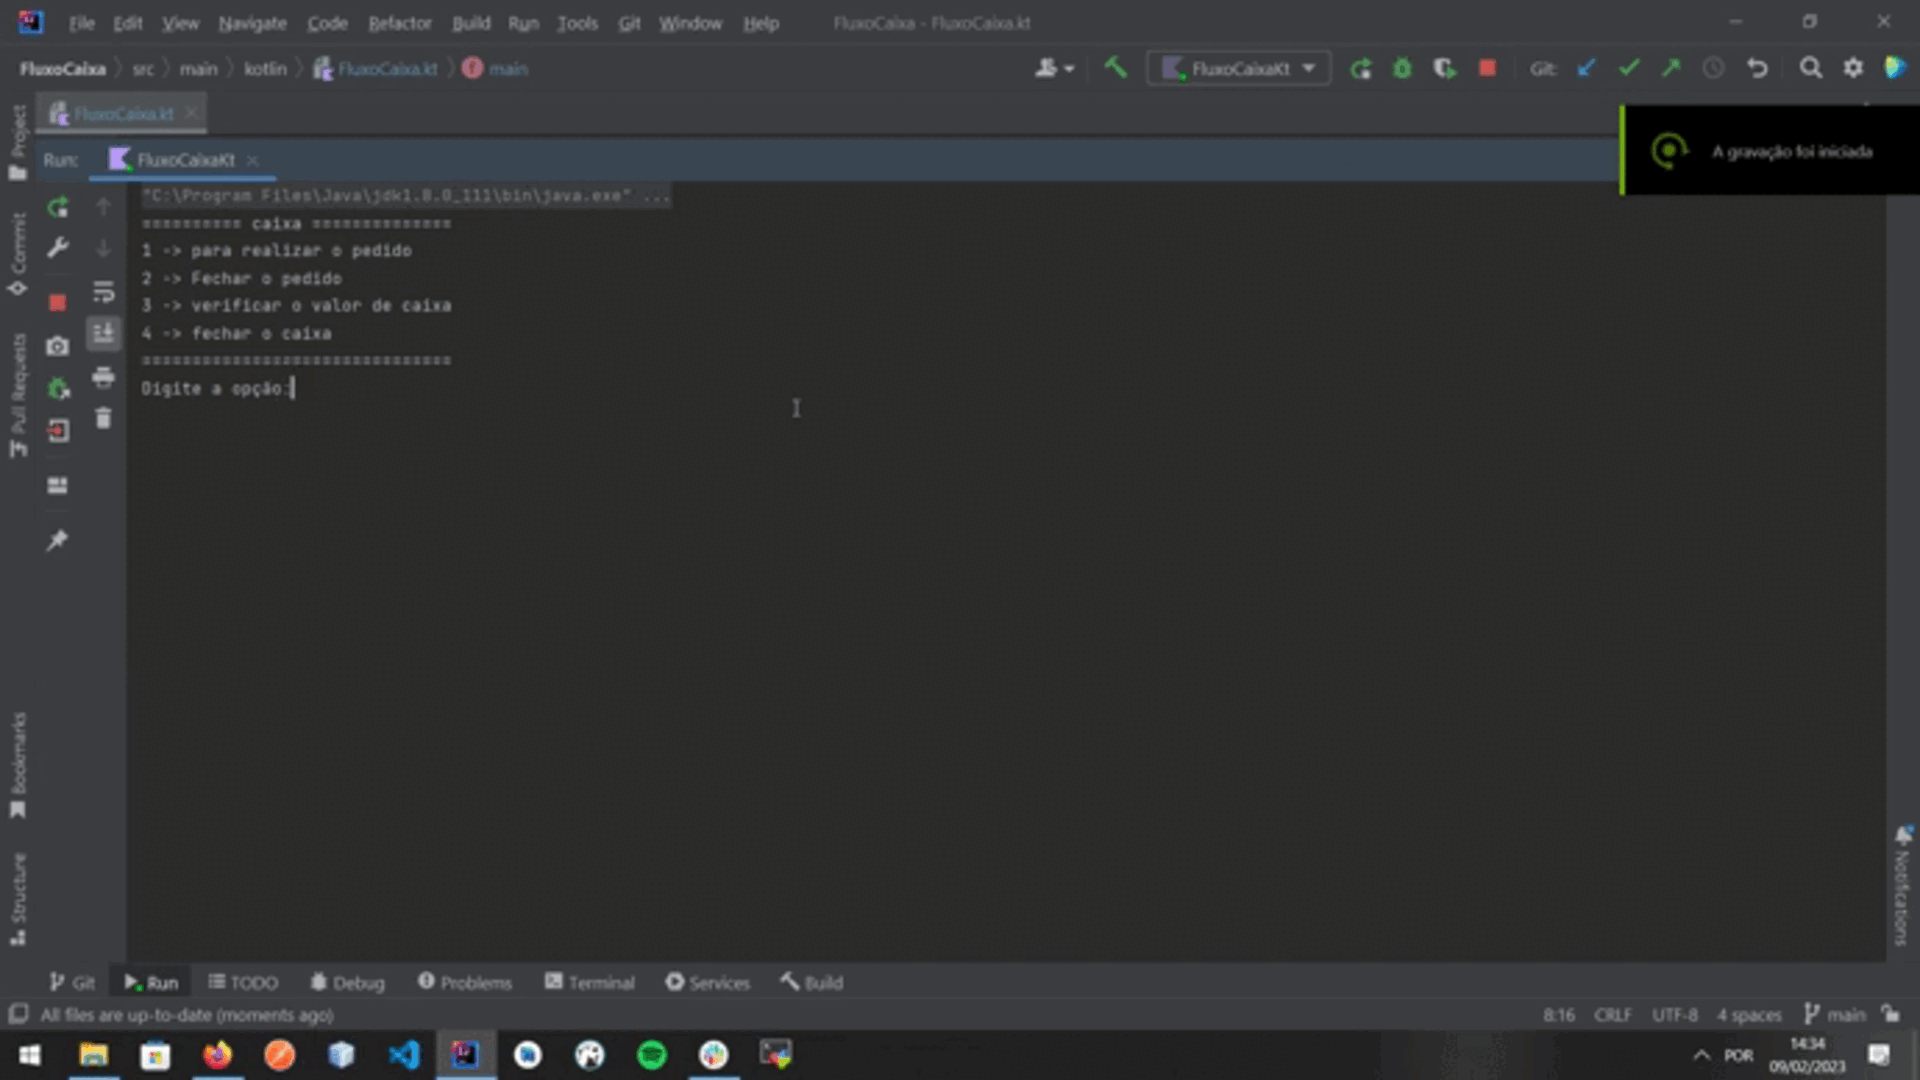 File Edit View Navigate Code Refactor Build Run Tools Git Window Help FluxoCaixa - FluxoCaixa.kt
FluxoCaixa src main kotlin FluxoCaixa.kt main FluxoCaixaKt Git:
FluxoCaixa.kt
Run: FluxoCaixaKt
A gravação foi iniciada
"C:\Program Files\Java\jdk1.8.0_111\bin\java.exe" ...
========== caixa ==============
1 -> para realizar o pedido
2 -> Fechar o pedido
3 -> verificar o valor de caixa
4 -> fechar o caixa
===============================
Digite a opção:
Project
Commit
Pull Requests
Bookmarks
Structure
Notifications
Git Run TODO Debug Problems Terminal Services Build
All files are up-to-date (moments ago) 8:16 CRLF UTF-8 4 spaces main
POR 14:34
09/02/2023